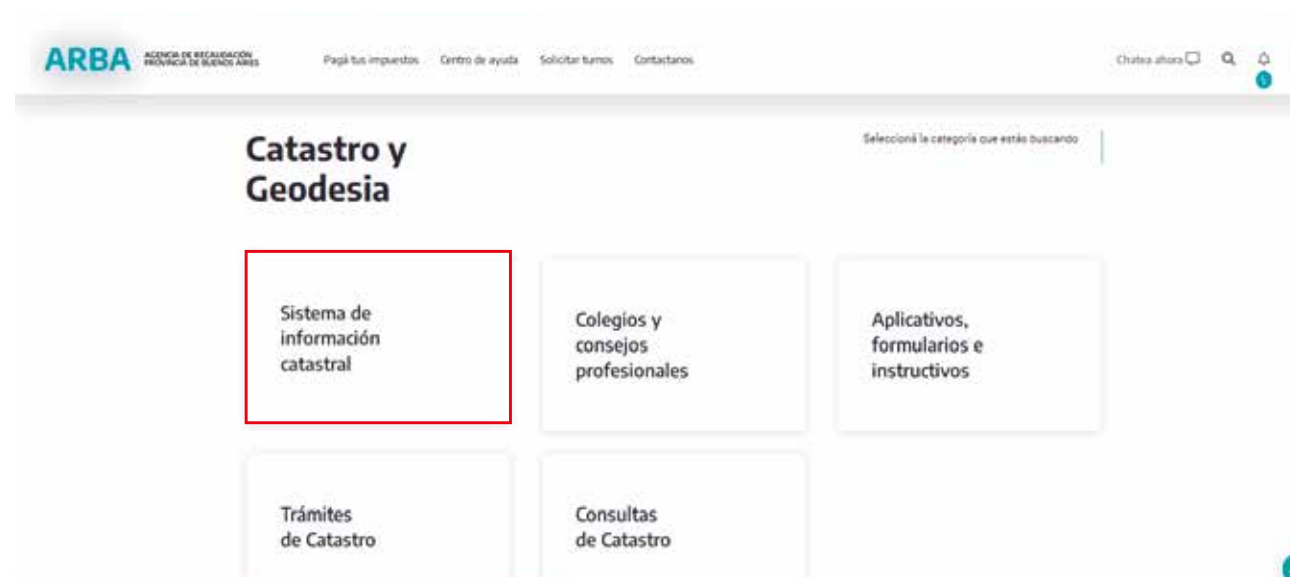 ARBA
AGENCIA DE RECAUDACIÓN
PROVINCIA DE BUENOS AIRES
Pagá tus impuestos
Centro de ayuda
Solicitar turnos
Contactanos
Chatea ahora
Catastro y
Geodesia
Seleccioná la categoría que estás buscando
Sistema de
información
catastral
Colegios y
consejos
profesionales
Aplicativos,
formularios e
instructivos
Trámites
de Catastro
Consultas
de Catastro